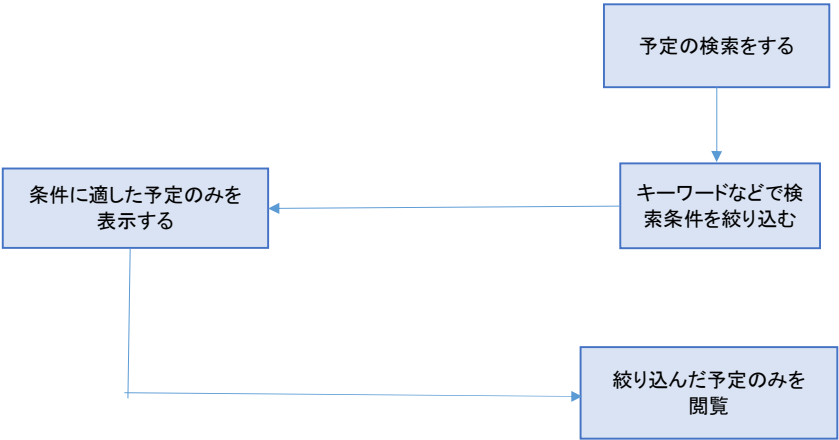 予定の検索をする
キーワードなどで検
索条件を絞り込む
条件に適した予定のみを
表示する
絞り込んだ予定のみを
閲覧